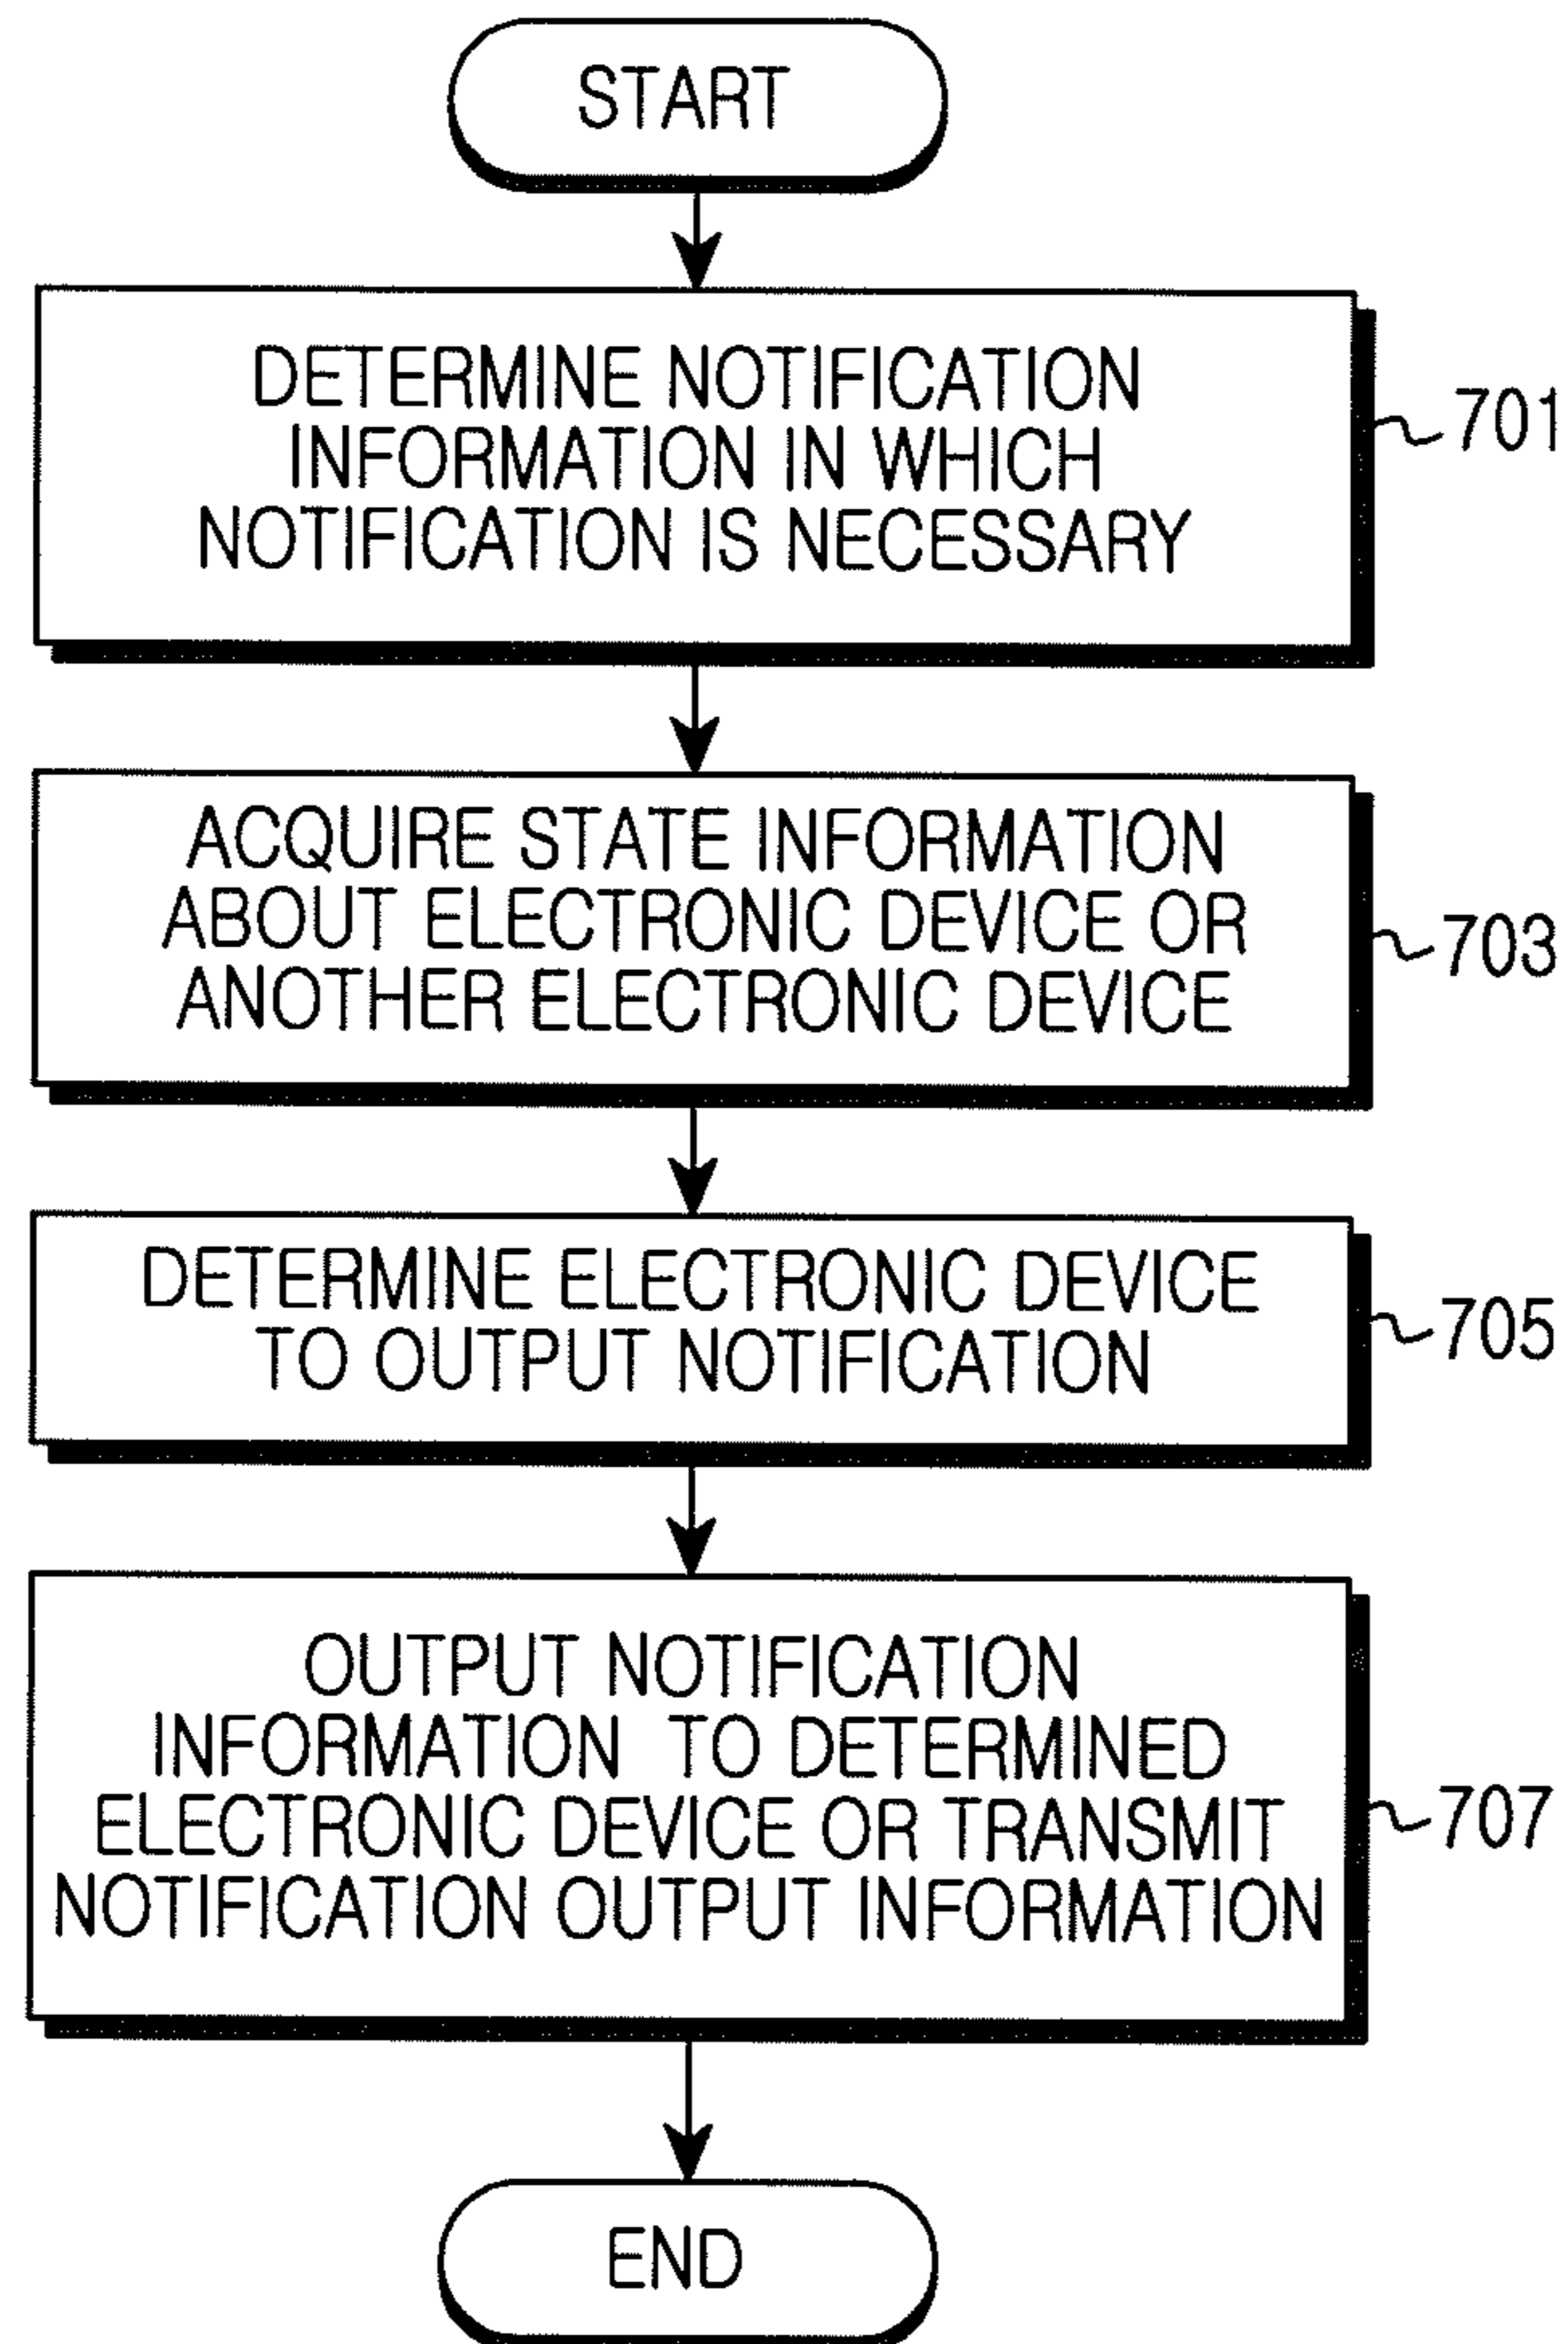 START
DETERMINE NOTIFICATION
INFORMATION IN WHICH
NOTIFICATION IS NECESSARY
701
ACQUIRE STATE INFORMATION
ABOUT ELECTRONIC DEVICE OR
ANOTHER ELECTRONIC DEVICE
703
DETERMINE ELECTRONIC DEVICE
TO OUTPUT NOTIFICATION
705
OUTPUT NOTIFICATION
INFORMATION TO DETERMINED
ELECTRONIC DEVICE OR TRANSMIT
NOTIFICATION OUTPUT INFORMATION
707
END